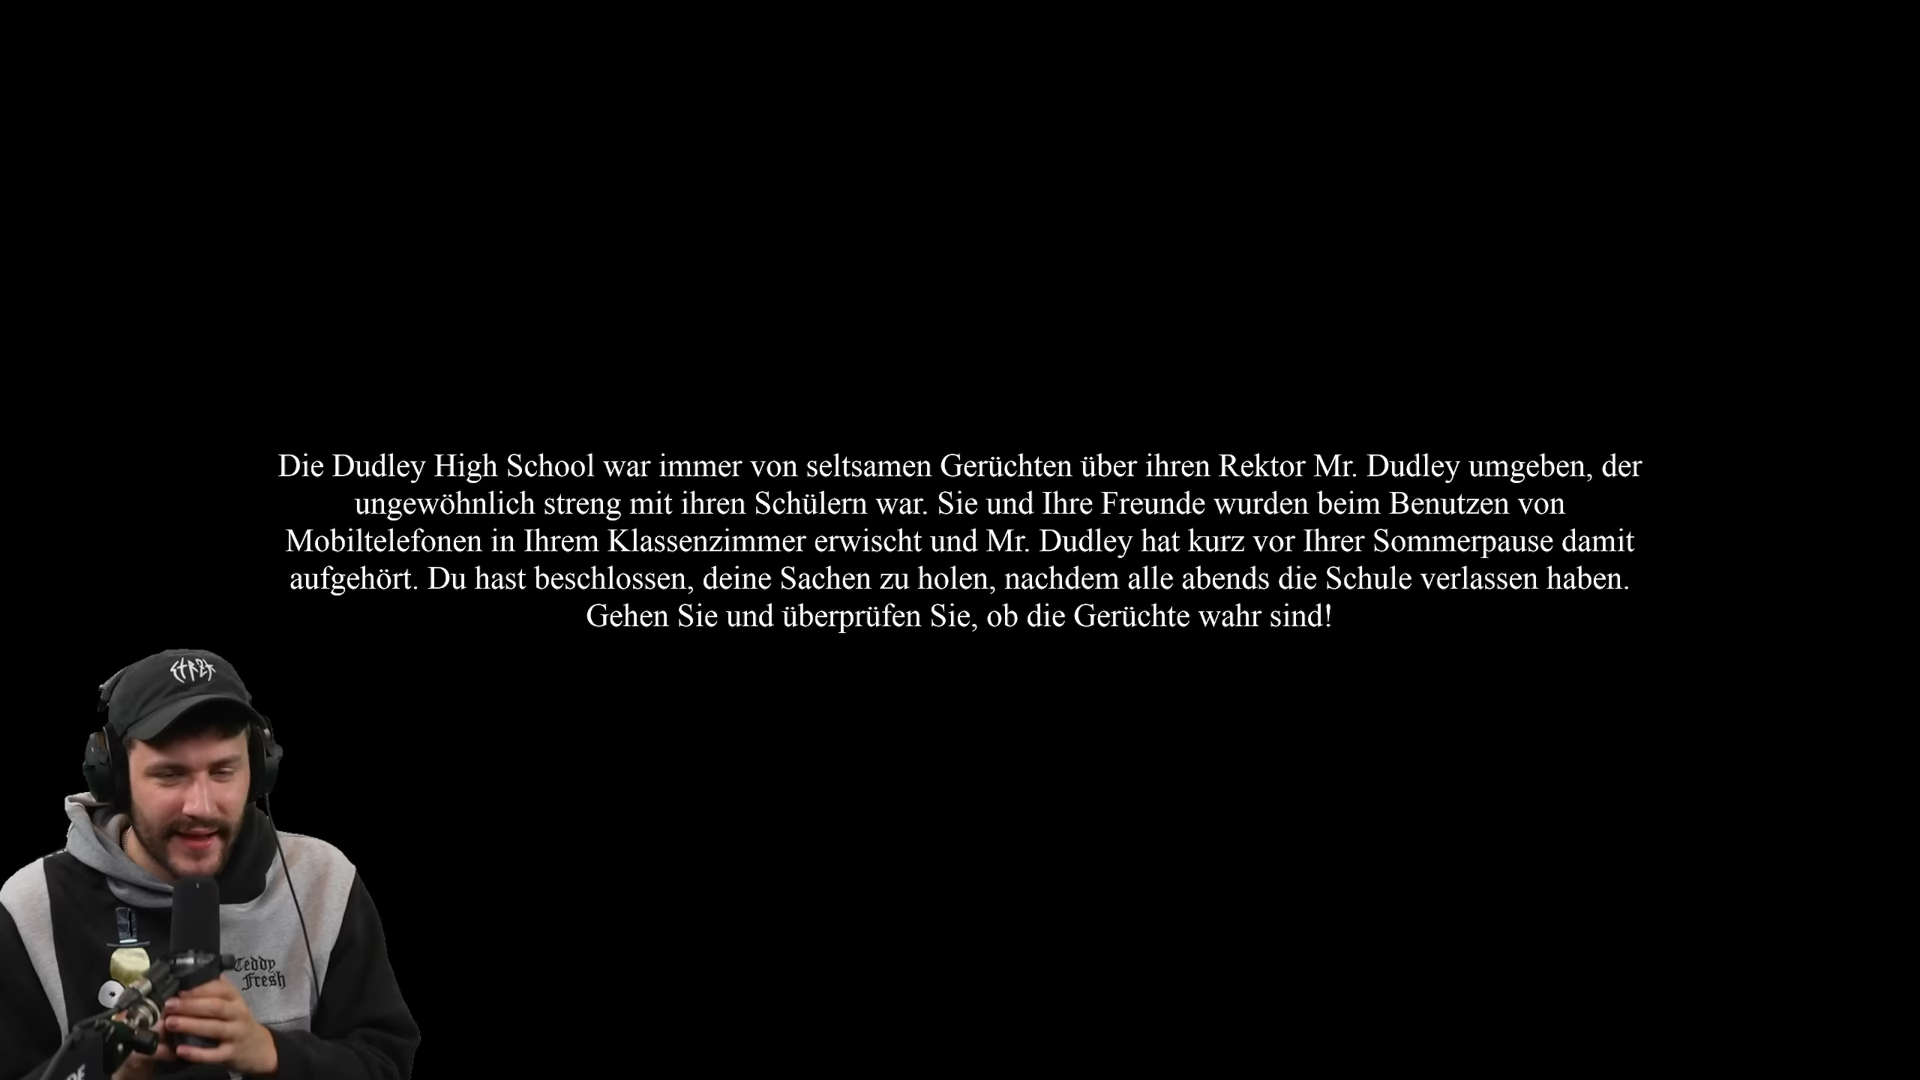 Die Dudley High School war immer von seltsamen Gerüchten über ihren Rektor Mr. Dudley umgeben, der
ungewöhnlich streng mit ihren Schülern war. Sie und Ihre Freunde wurden beim Benutzen von
Mobiltelefonen in Ihrem Klassenzimmer erwischt und Mr. Dudley hat kurz vor Ihrer Sommerpause damit
aufgehört. Du hast beschlossen, deine Sachen zu holen, nachdem alle abends die Schule verlassen haben.
Gehen Sie und überprüfen Sie, ob die Gerüchte wahr sind!
Teddy
Fresh